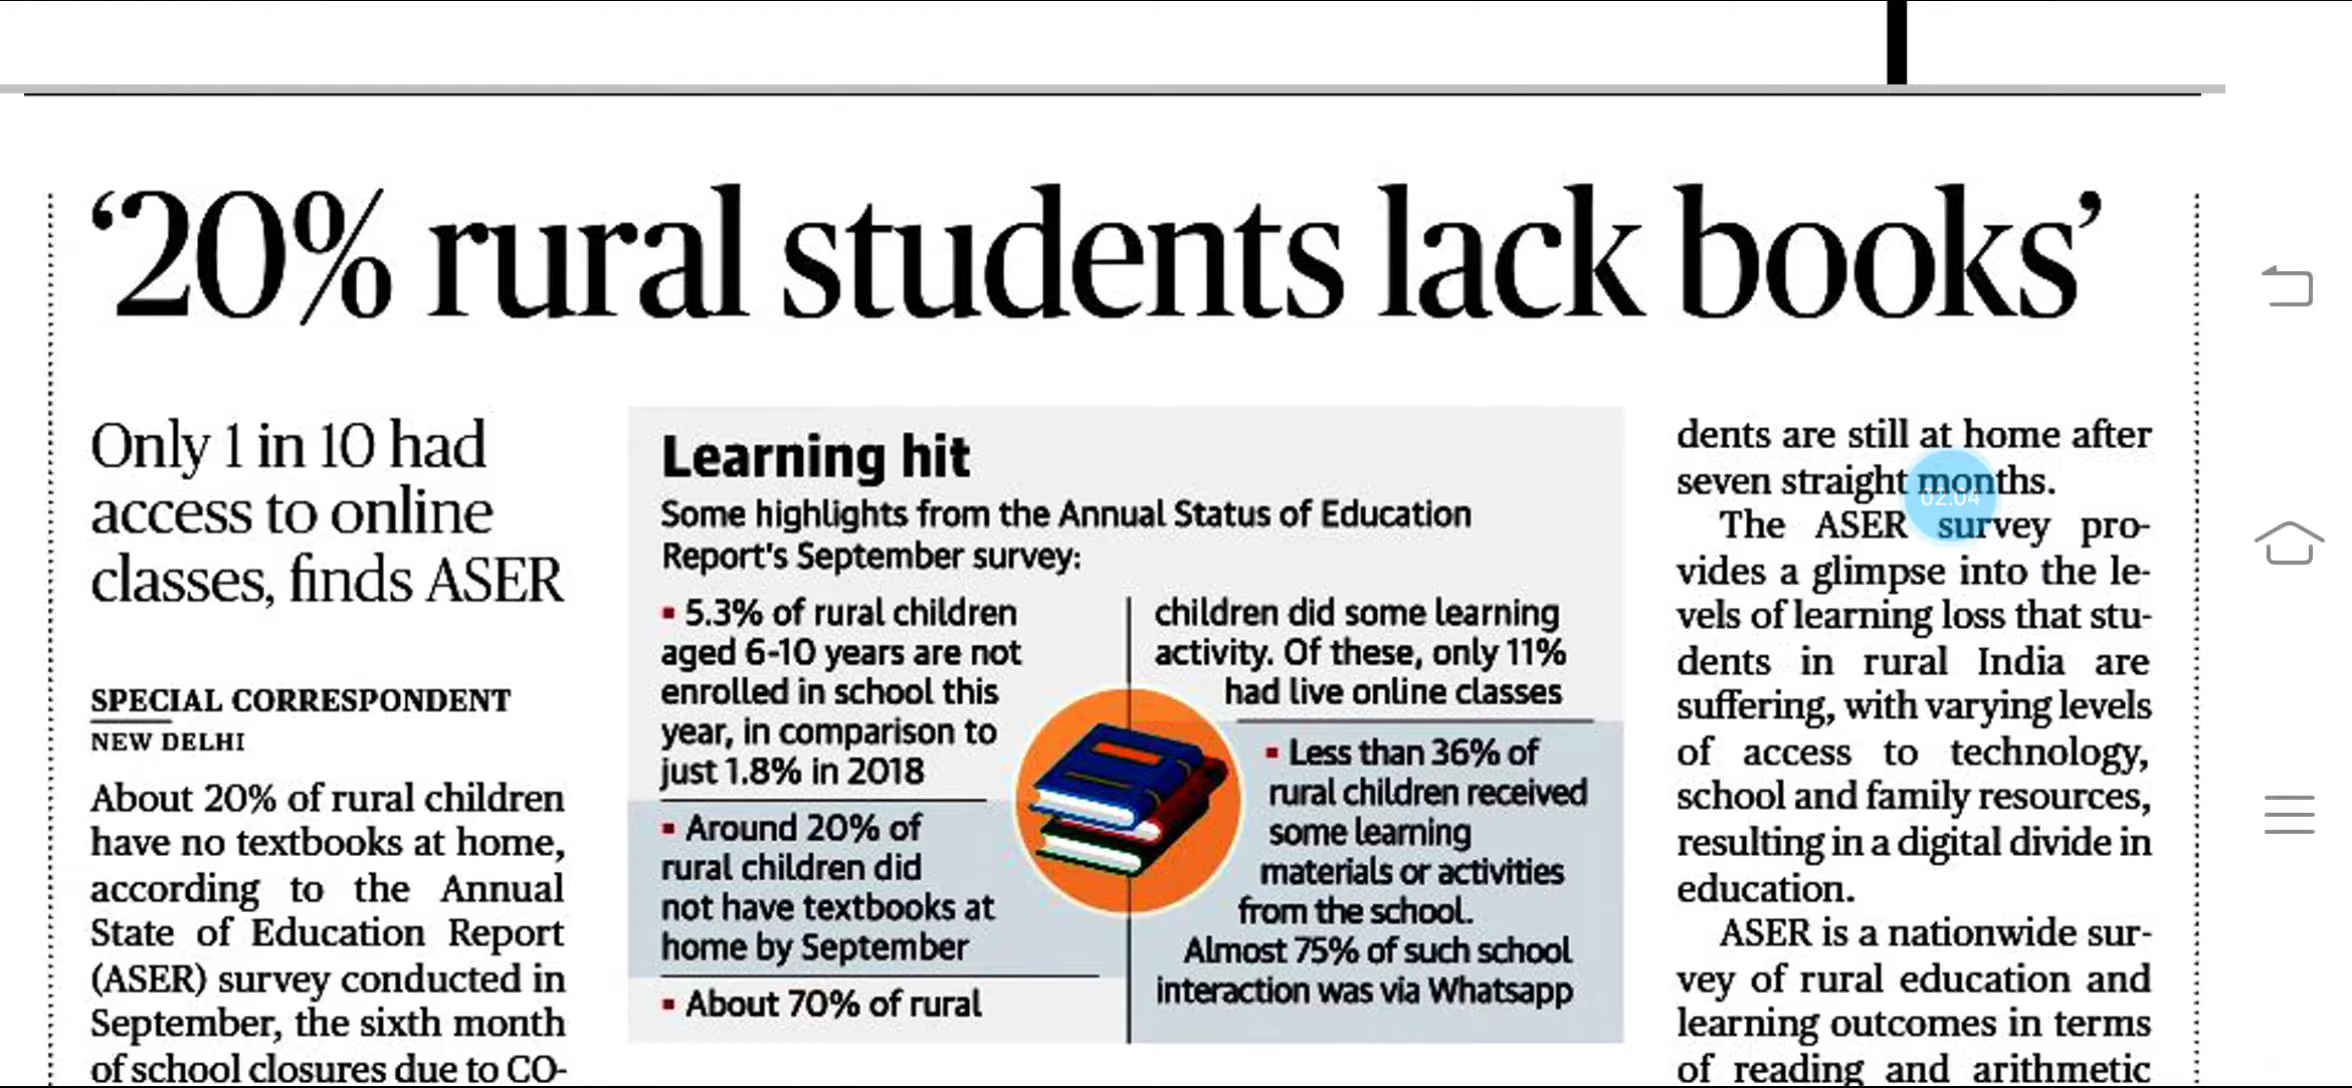 ‘20% rural students lack books’
Only 1 in 10 had
access to online
classes, finds ASER
SPECIAL CORRESPONDENT
NEW DELHI
About 20% of rural children
have no textbooks at home,
according to the Annual
State of Education Report
(ASER) survey conducted in
September, the sixth month
of school closures due to CO-
Learning hit
Some highlights from the Annual Status of Education
Report's September survey:
▪ 5.3% of rural children
aged 6-10 years are not
enrolled in school this
year, in comparison to
just 1.8% in 2018
▪ Around 20% of
rural children did
not have textbooks at
home by September
▪ About 70% of rural
children did some learning
activity. Of these, only 11%
had live online classes
▪ Less than 36% of
rural children received
some learning
materials or activities
from the school.
Almost 75% of such school
interaction was via Whatsapp
dents are still at home after
seven straight months.
02:04
The ASER survey pro-
vides a glimpse into the le-
vels of learning loss that stu-
dents in rural India are
suffering, with varying levels
of access to technology,
school and family resources,
resulting in a digital divide in
education.
ASER is a nationwide sur-
vey of rural education and
learning outcomes in terms
of reading and arithmetic